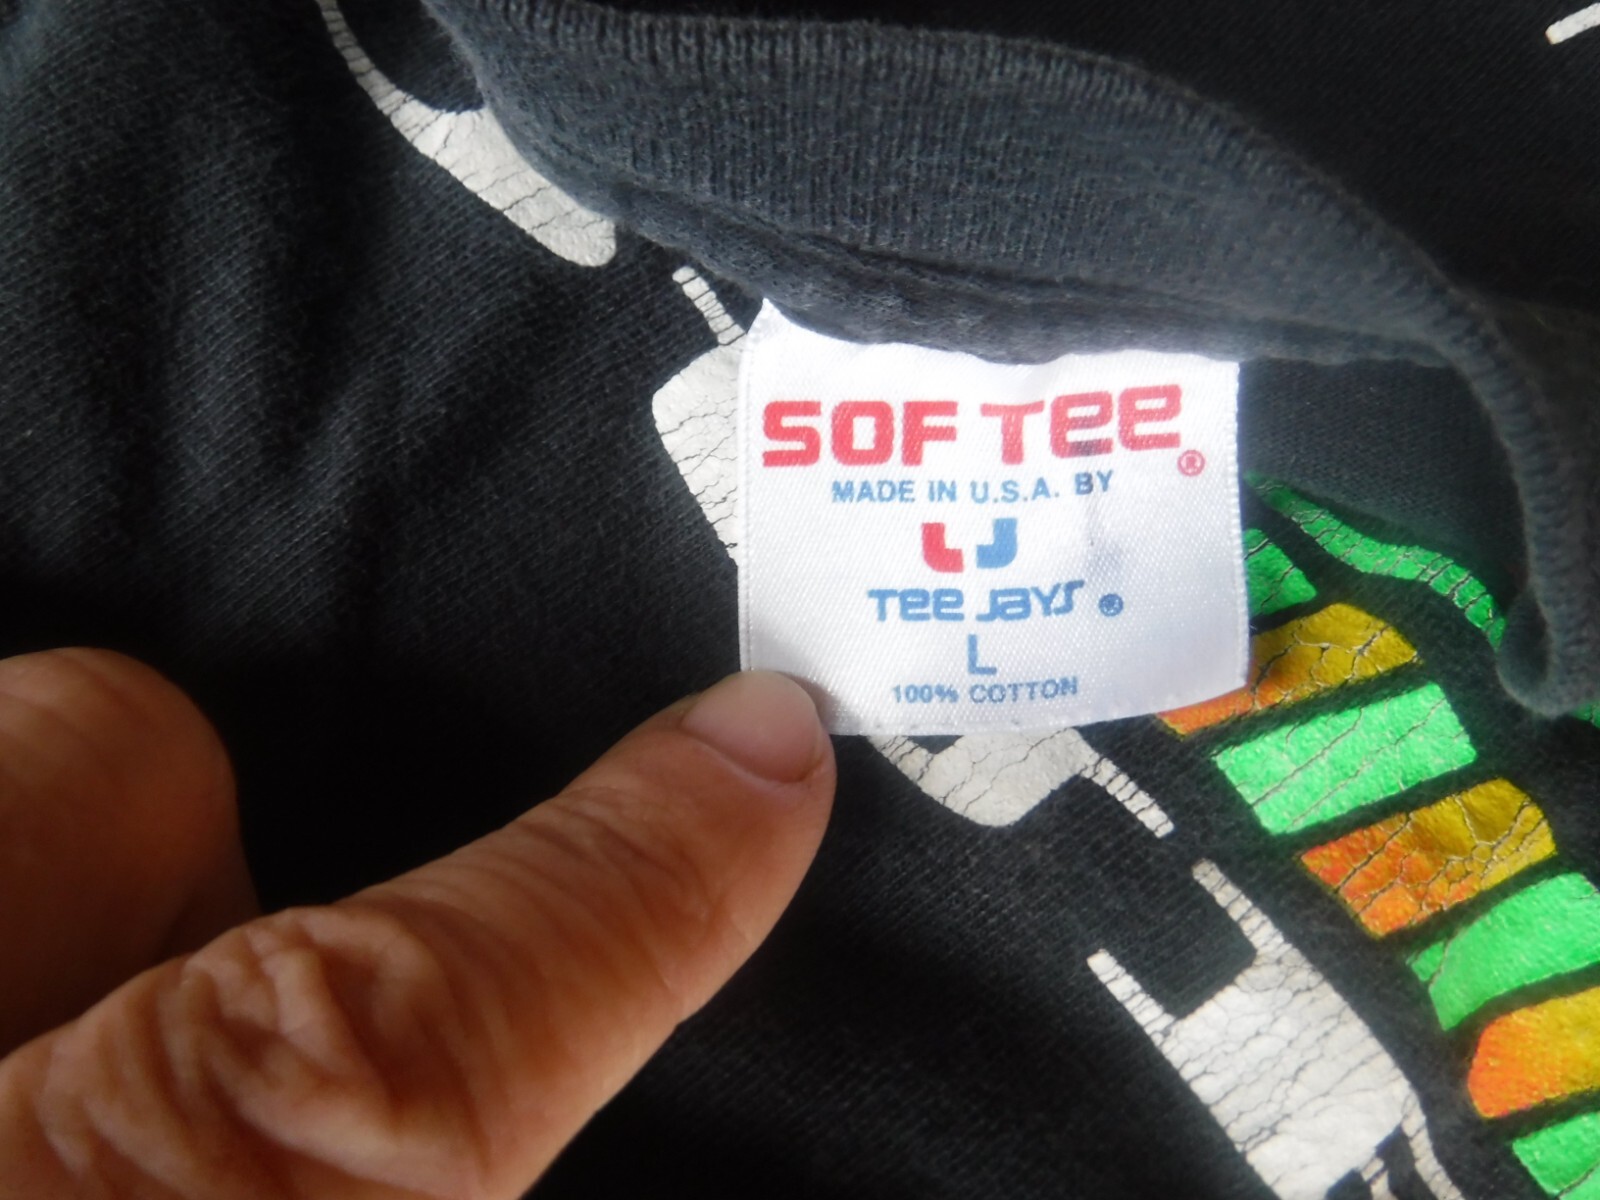 SOF TEE ®
MADE IN U.S.A. BY
TEE JAYS ®
L
100% COTTON